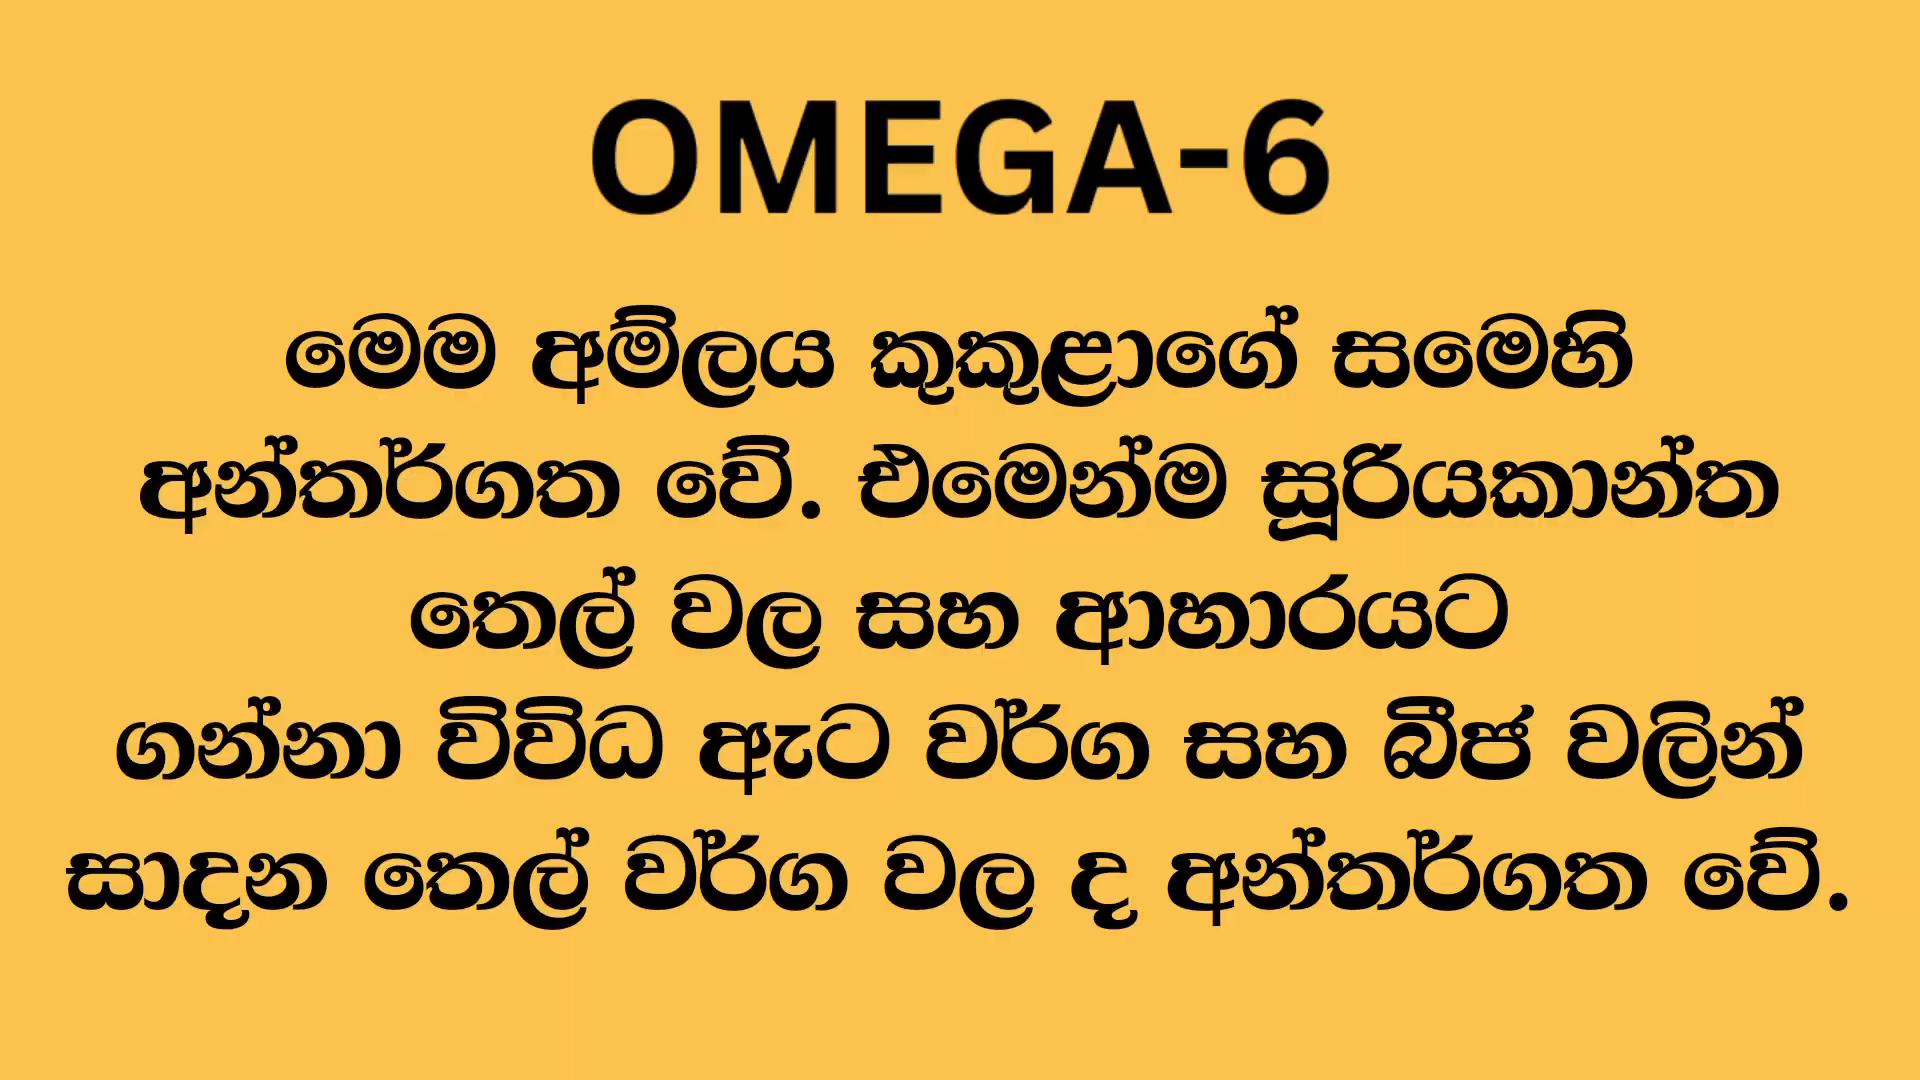 OMEGA-6
මෙම අම්ලය කුකුළාගේ සමෙහි
අන්තර්ගත වේ. එමෙන්ම සූරියකාන්ත
තෙල් වල සහ ආහාරයට
ගන්නා විවිධ ඇට වර්ග සහ බීජ වලින්
සාදන තෙල් වර්ග වල ද අන්තර්ගත වේ.